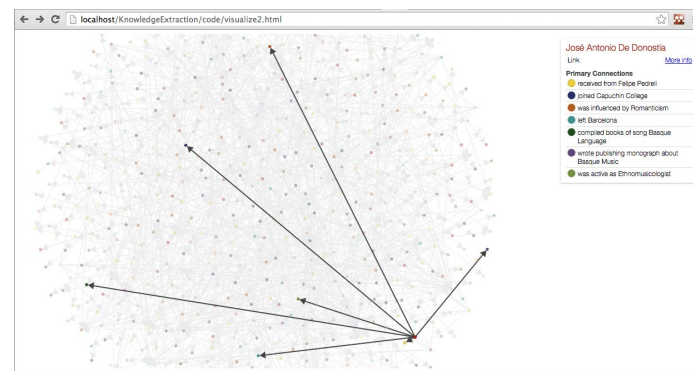 localhost/KnowledgeExtraction/code/visualize2.html
José Antonio De Donostia
Link More info
Primary Connections
received from Felipe Pedrell
joined Capuchin College
was influenced by Romanticism
left Barcelona
compiled books of song Basque
Language
wrote publishing monograph about
Basque Music
was active as Ethnomusicologist